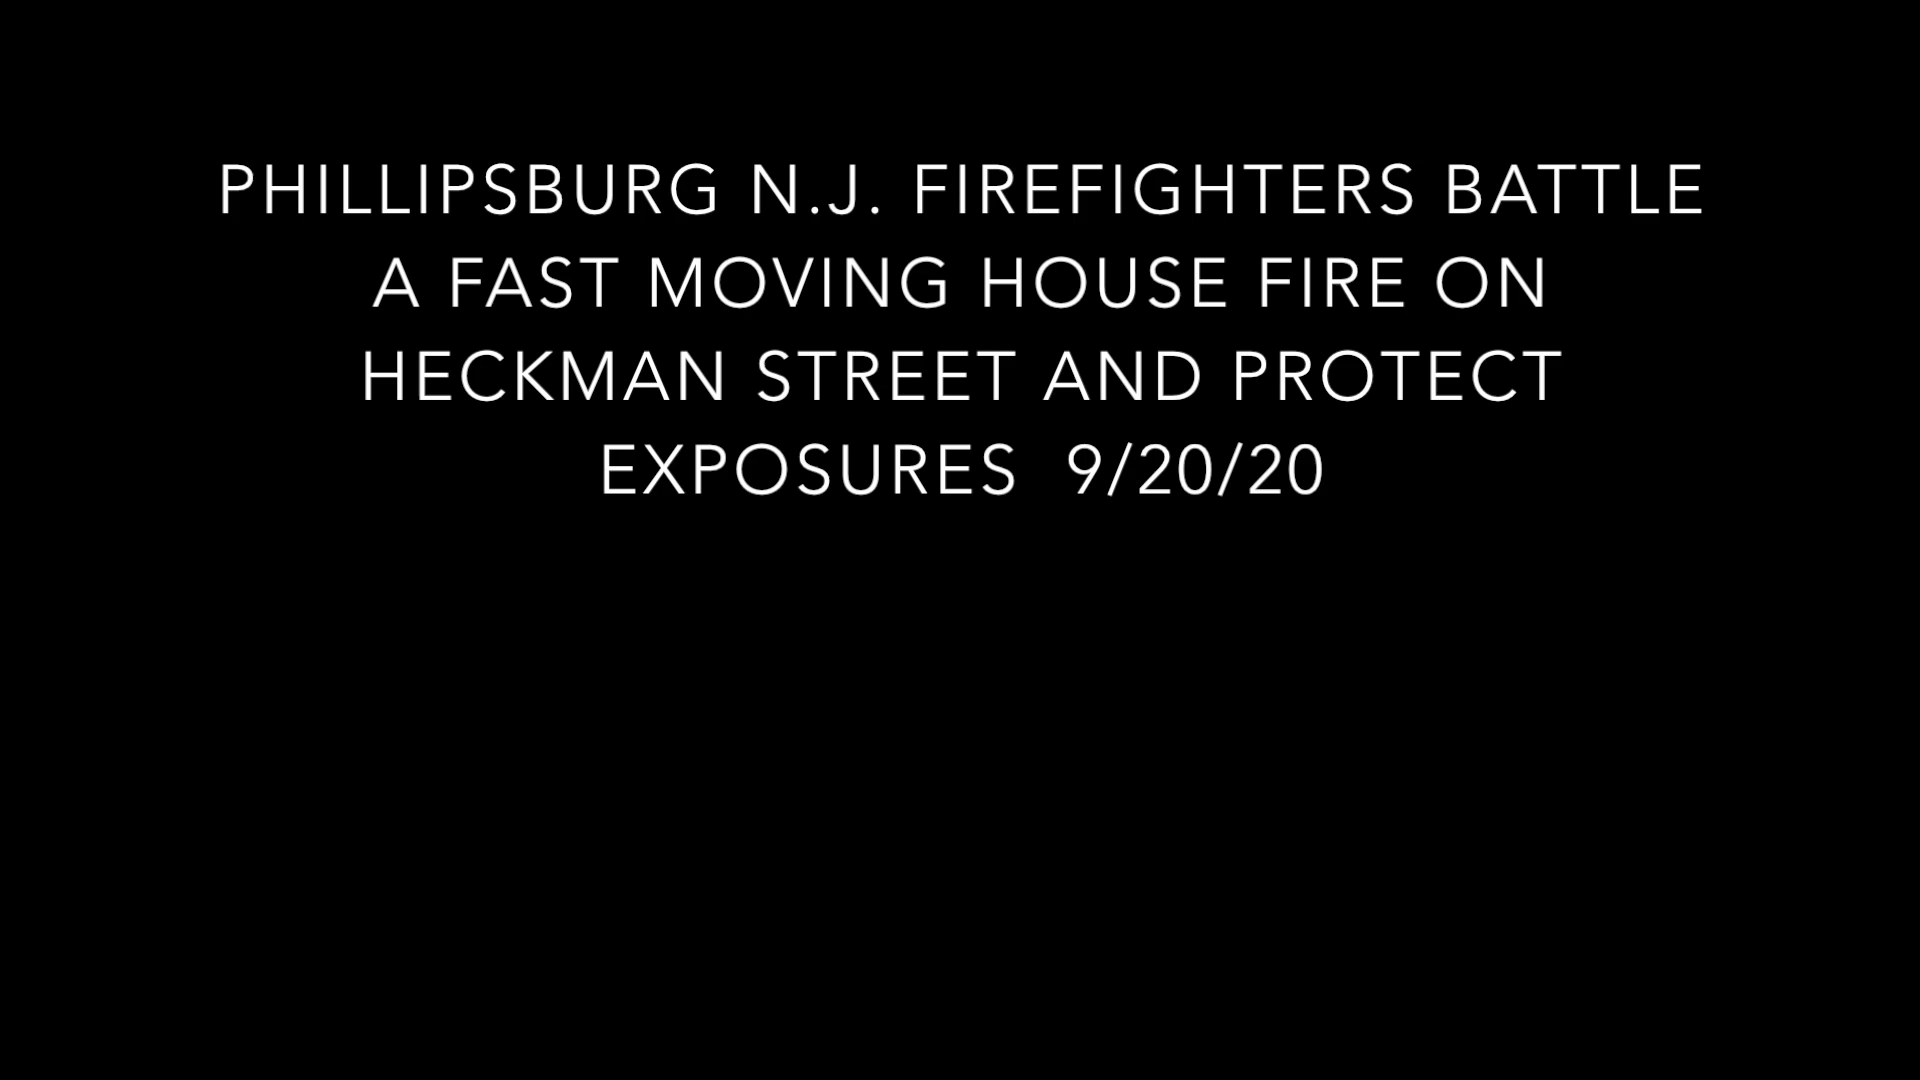 PHILLIPSBURG N.J. FIREFIGHTERS BATTLE
A FAST MOVING HOUSE FIRE ON
HECKMAN STREET AND PROTECT
EXPOSURES  9/20/20